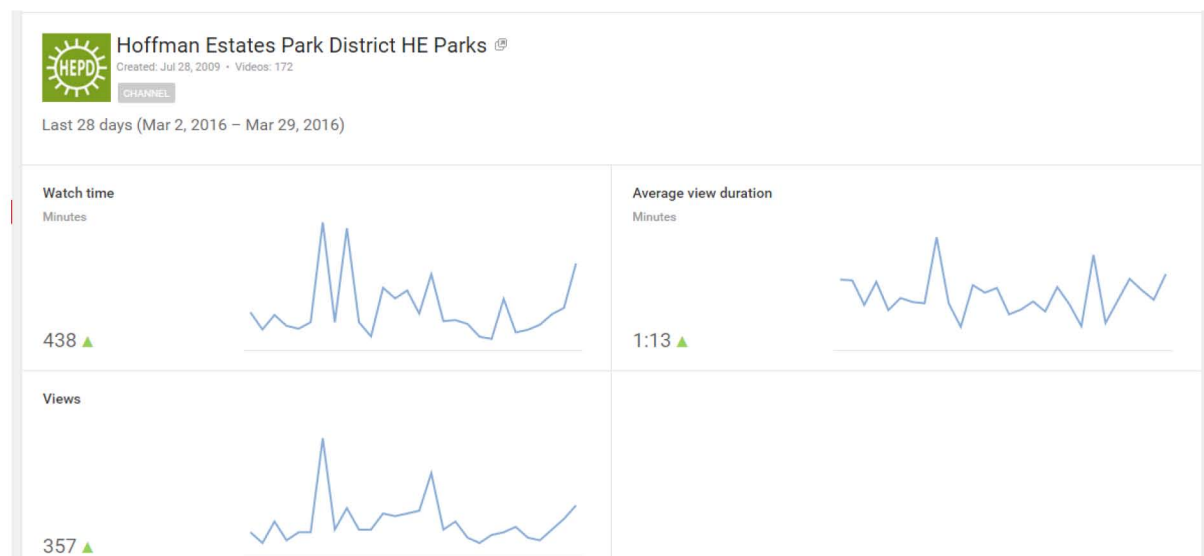 HEPD
Hoffman Estates Park District HE Parks
Created: Jul 28, 2009 • Videos: 172
CHANNEL
Last 28 days (Mar 2, 2016 – Mar 29, 2016)
Watch time
Minutes
438
Average view duration
Minutes
1:13
Views
357